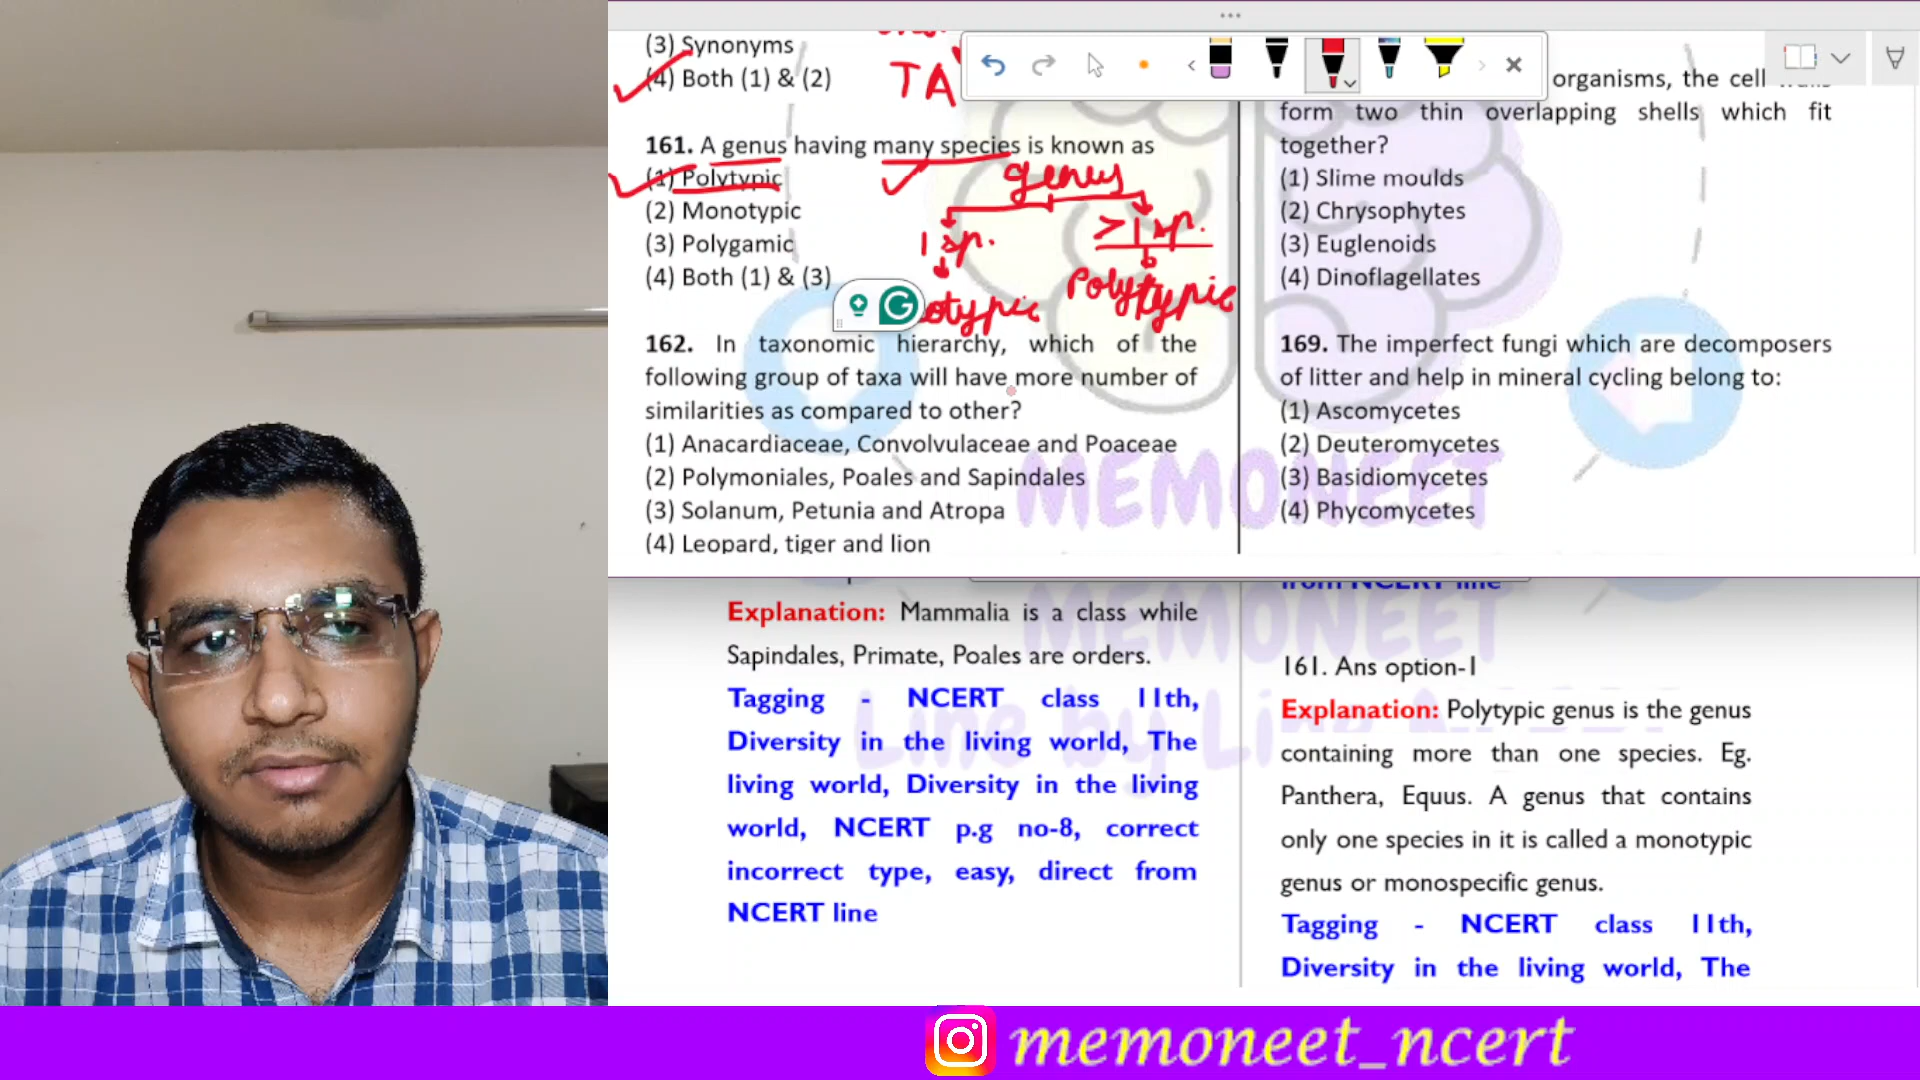 (3) Synonyms
(4) Both (1) & (2)
TA
161. A genus having many species is known as
(1) Polytypic
(2) Monotypic
(3) Polygamic
(4) Both (1) & (3)
genus
1 sp.
>1 sp.
otypic
Polytypic
162. In taxonomic hierarchy, which of the
following group of taxa will have more number of
similarities as compared to other?
(1) Anacardiaceae, Convolvulaceae and Poaceae
(2) Polymoniales, Poales and Sapindales
(3) Solanum, Petunia and Atropa
(4) Leopard, tiger and lion
organisms, the cell walls
form two thin overlapping shells which fit
together?
(1) Slime moulds
(2) Chrysophytes
(3) Euglenoids
(4) Dinoflagellates
169. The imperfect fungi which are decomposers
of litter and help in mineral cycling belong to:
(1) Ascomycetes
(2) Deuteromycetes
(3) Basidiomycetes
(4) Phycomycetes
MEMONEET
Explanation: Mammalia is a class while
Sapindales, Primate, Poales are orders.
Tagging - NCERT class 11th,
Diversity in the living world, The
living world, Diversity in the living
world, NCERT p.g no-8, correct
incorrect type, easy, direct from
NCERT line
from NCERT line
161. Ans option-1
Explanation: Polytypic genus is the genus
containing more than one species. Eg.
Panthera, Equus. A genus that contains
only one species in it is called a monotypic
genus or monospecific genus.
Tagging - NCERT class 11th,
Diversity in the living world, The
MEMONEET
Line by Li
memoneet_ncert